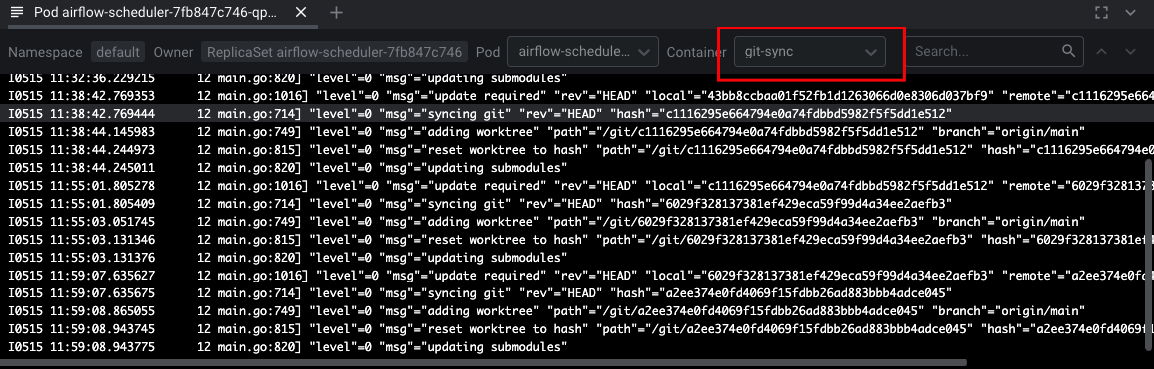 Pod airflow-scheduler-7fb847c746-qp...
Namespace default Owner ReplicaSet airflow-scheduler-7fb847c746 Pod airflow-schedule... Container git-sync Search...
I0515 11:32:36.229215 12 main.go:820] "level"=0 "msg"="updating submodules"
I0515 11:38:42.769353 12 main.go:1016] "level"=0 "msg"="update required" "rev"="HEAD" "local"="43bb8ccbaa01f52fb1d1263066d0e8306d037bf9" "remote"="c1116295e664
I0515 11:38:42.769444 12 main.go:714] "level"=0 "msg"="syncing git" "rev"="HEAD" "hash"="c1116295e664794e0a74fdbbd5982f5f5dd1e512"
I0515 11:38:44.145983 12 main.go:749] "level"=0 "msg"="adding worktree" "path"="/git/c1116295e664794e0a74fdbbd5982f5f5dd1e512" "branch"="origin/main"
I0515 11:38:44.244973 12 main.go:815] "level"=0 "msg"="reset worktree to hash" "path"="/git/c1116295e664794e0a74fdbbd5982f5f5dd1e512" "hash"="c1116295e664794e0
I0515 11:38:44.245011 12 main.go:820] "level"=0 "msg"="updating submodules"
I0515 11:55:01.805278 12 main.go:1016] "level"=0 "msg"="update required" "rev"="HEAD" "local"="c1116295e664794e0a74fdbbd5982f5f5dd1e512" "remote"="6029f3281373
I0515 11:55:01.805409 12 main.go:714] "level"=0 "msg"="syncing git" "rev"="HEAD" "hash"="6029f328137381ef429eca59f99d4a34ee2aefb3"
I0515 11:55:03.051745 12 main.go:749] "level"=0 "msg"="adding worktree" "path"="/git/6029f328137381ef429eca59f99d4a34ee2aefb3" "branch"="origin/main"
I0515 11:55:03.131346 12 main.go:815] "level"=0 "msg"="reset worktree to hash" "path"="/git/6029f328137381ef429eca59f99d4a34ee2aefb3" "hash"="6029f328137381ef4
I0515 11:55:03.131376 12 main.go:820] "level"=0 "msg"="updating submodules"
I0515 11:59:07.635627 12 main.go:1016] "level"=0 "msg"="update required" "rev"="HEAD" "local"="6029f328137381ef429eca59f99d4a34ee2aefb3" "remote"="a2ee374e0fd4
I0515 11:59:07.635675 12 main.go:714] "level"=0 "msg"="syncing git" "rev"="HEAD" "hash"="a2ee374e0fd4069f15fdbb26ad883bbb4adce045"
I0515 11:59:08.865055 12 main.go:749] "level"=0 "msg"="adding worktree" "path"="/git/a2ee374e0fd4069f15fdbb26ad883bbb4adce045" "branch"="origin/main"
I0515 11:59:08.943745 12 main.go:815] "level"=0 "msg"="reset worktree to hash" "path"="/git/a2ee374e0fd4069f15fdbb26ad883bbb4adce045" "hash"="a2ee374e0fd4069f1
I0515 11:59:08.943775 12 main.go:820] "level"=0 "msg"="updating submodules"